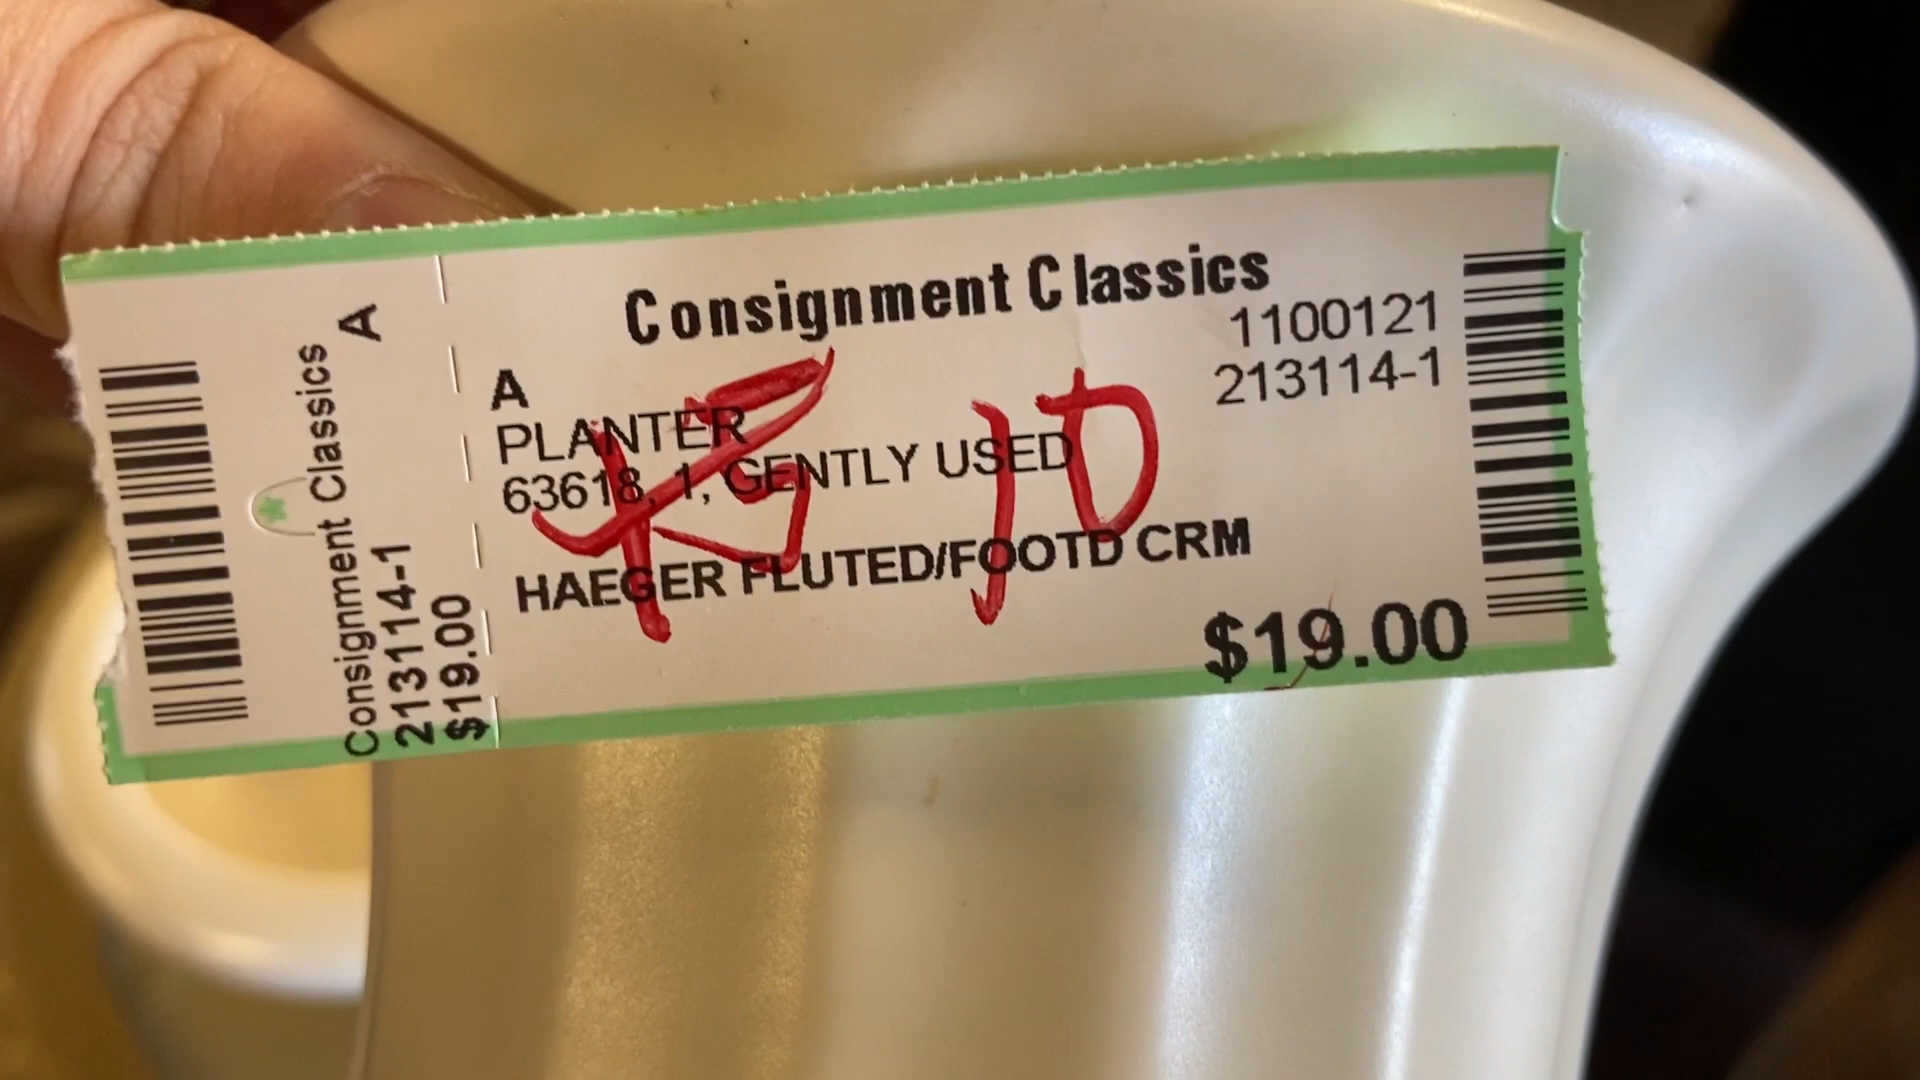 Consignment Classics
1100121
213114-1
A
PLANTER
63618, 1, GENTLY USED
HAEGER FLUTED/FOOTD CRM
$19.00
10
A
Consignment Classics
213114-1
$19.00